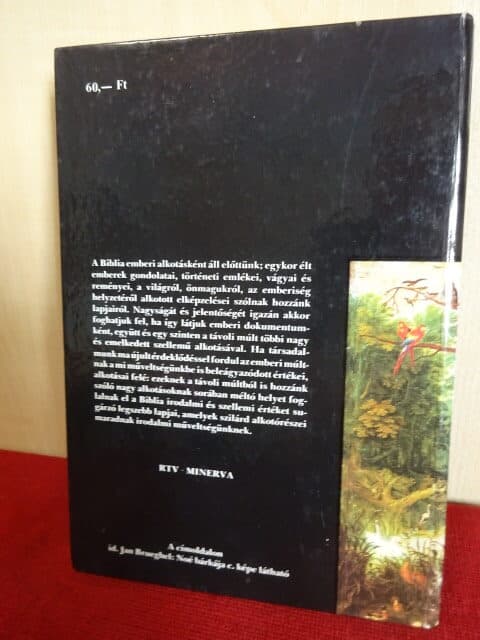 60,— Ft
A Biblia emberi alkotásként áll előttünk; egykor élt
emberek gondolatai, történeti emlékei, vágyai és
reményei, a világról, önmagukról, az emberiség
helyzetéről alkotott elképzelései szólnak hozzánk
lapjairól. Nagyságát és jelentőségét igazán akkor
foghatjuk fel, ha így látjuk emberi dokumentum-
ként, együtt és egy szinten a távoli múlt többi nagy
és emelkedett szellemű alkotásával. Ha társadal-
munk ma újult érdeklődéssel fordul az emberi múlt-
nak a mi műveltségünkbe is beleágyazódott értékei,
alkotásai felé: ezeknek a távoli múltból is hozzánk
szóló nagy alkotásoknak sorában méltó helyet fog-
lalnak el a Biblia irodalmi és szellemi értéket su-
gárzó legszebb lapjai, amelyek szilárd alkotórészei
maradnak irodalmi műveltségünknek.
RTV - MINERVA
A címoldalon
id. Jan Brueghel: Noé bárkája c. képe látható